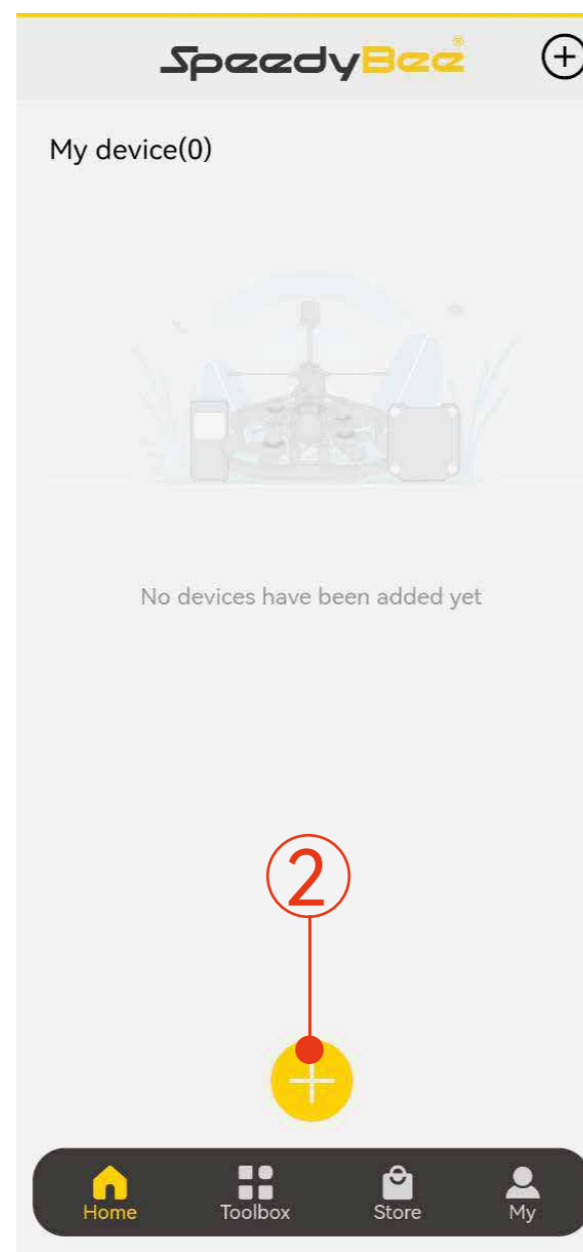 SpeedyBee®
My device(0)
No devices have been added yet
②
Home Toolbox Store My